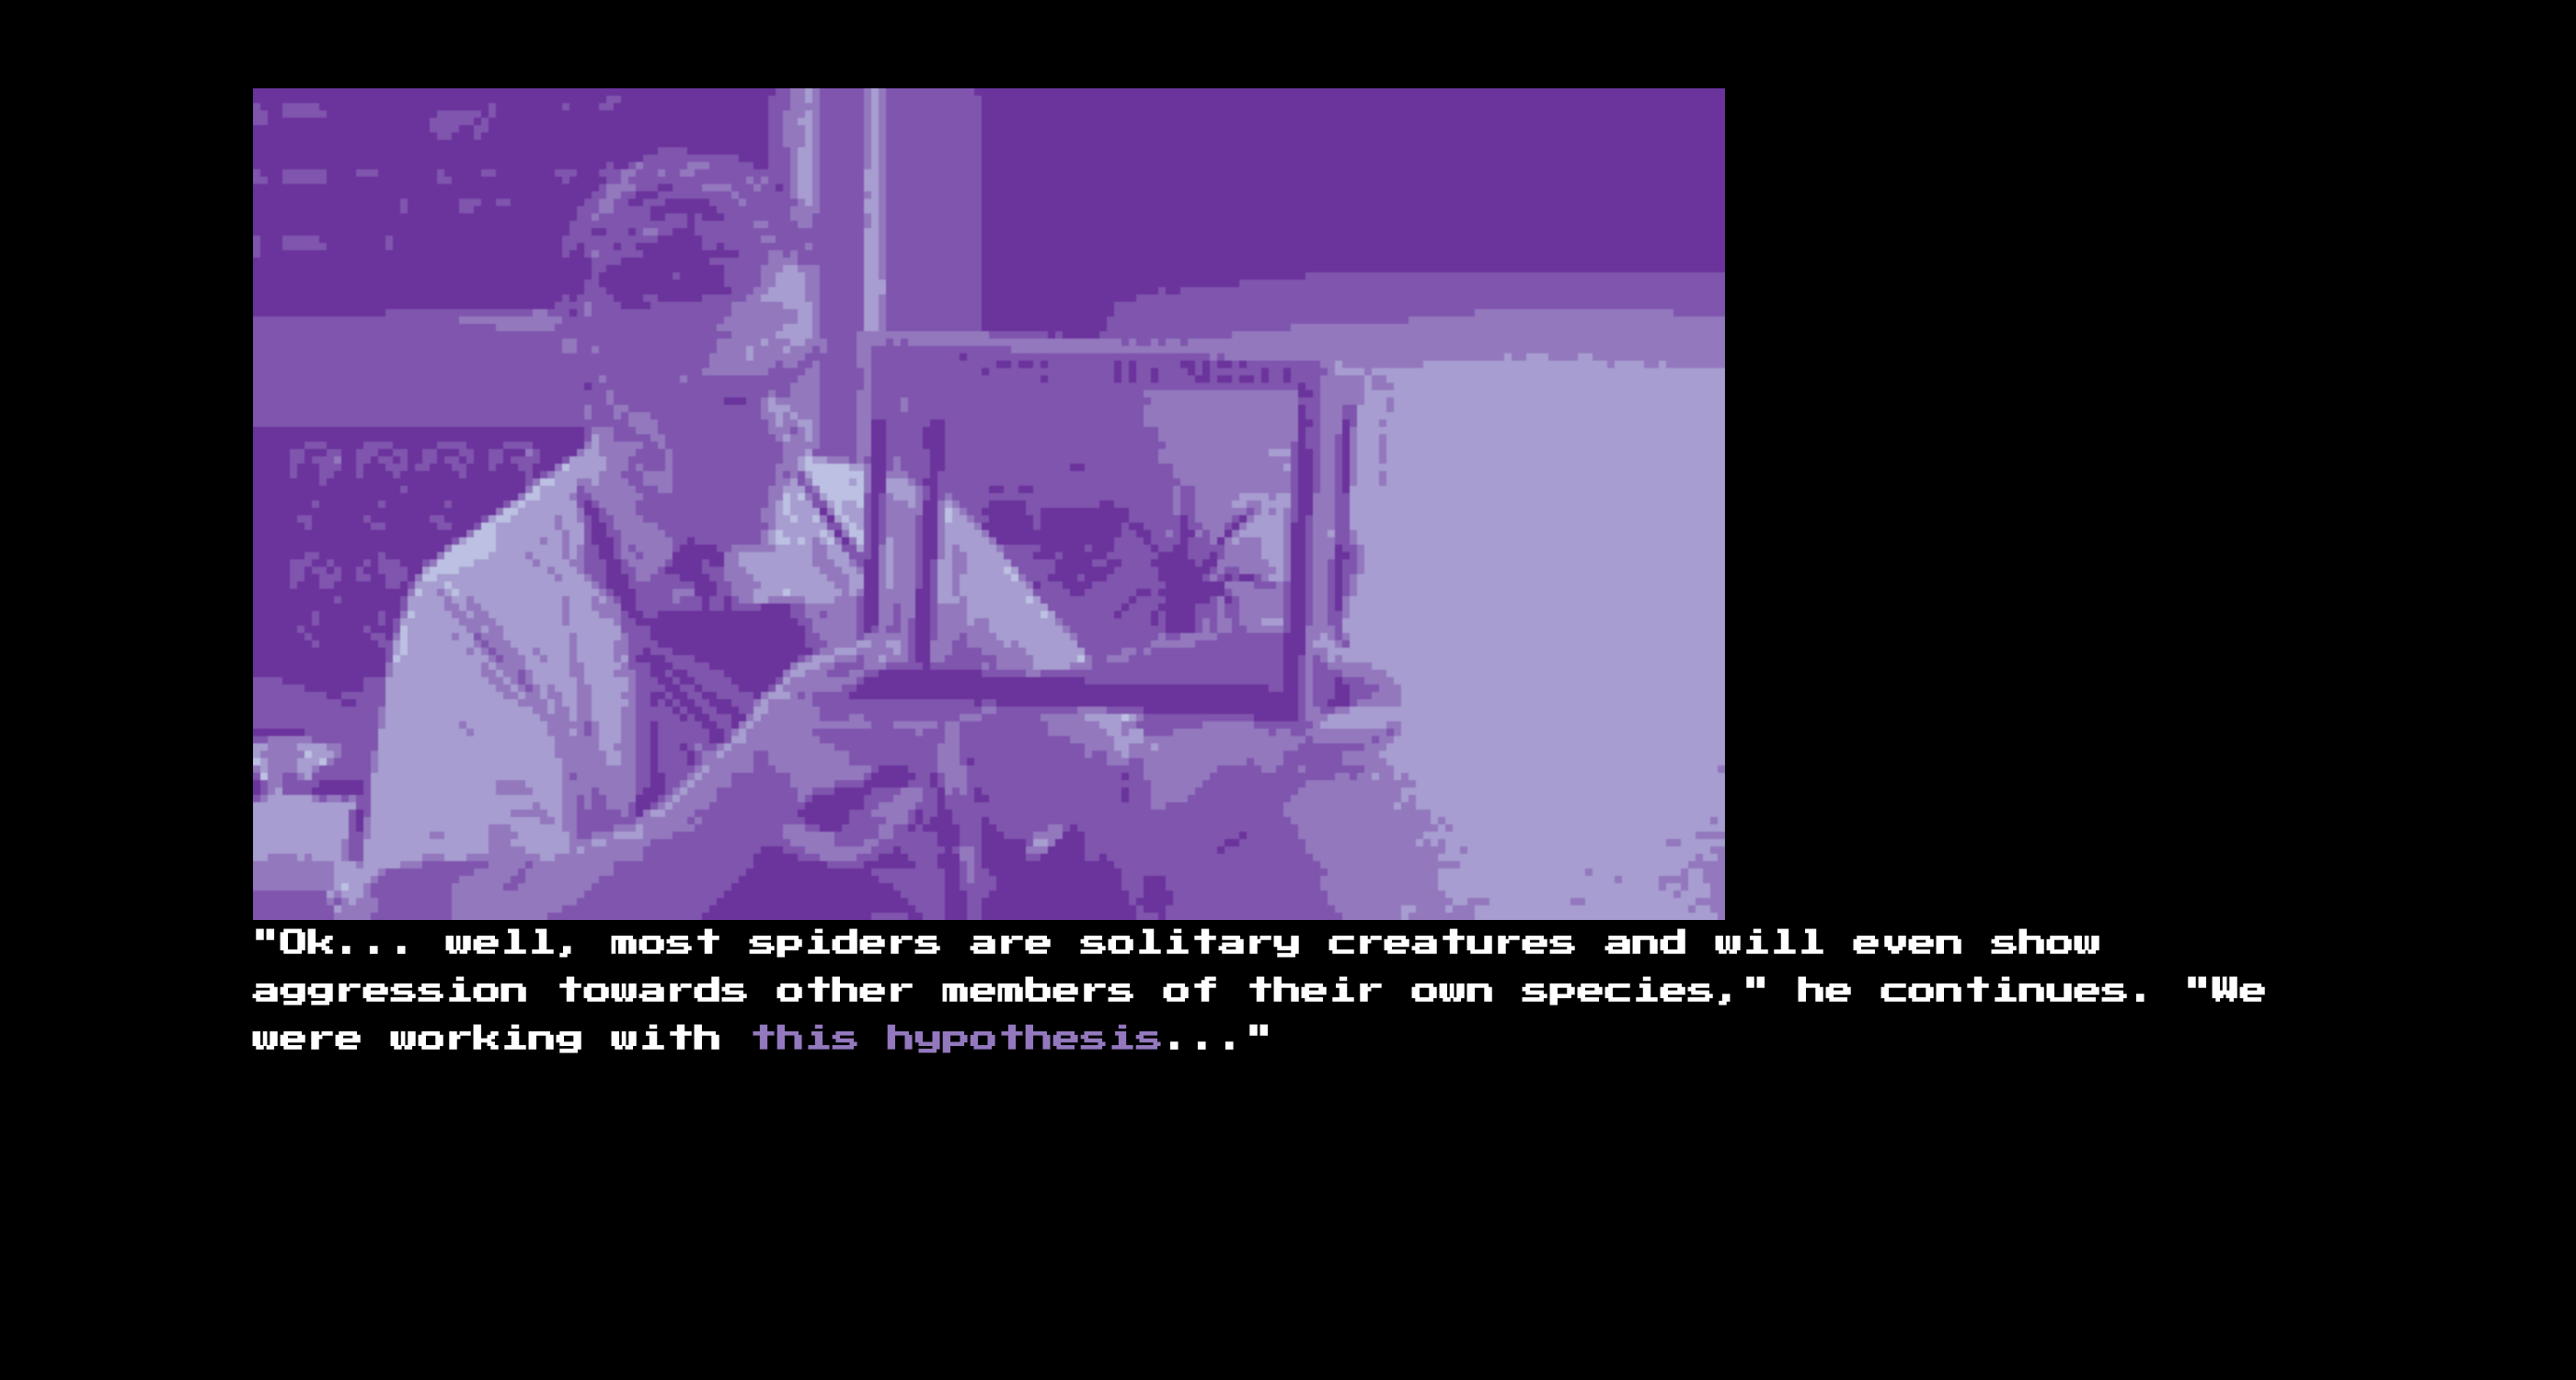 "Ok... well, most spiders are solitary creatures and will even show
aggression towards other members of their own species," he continues. "We
were working with this hypothesis..."